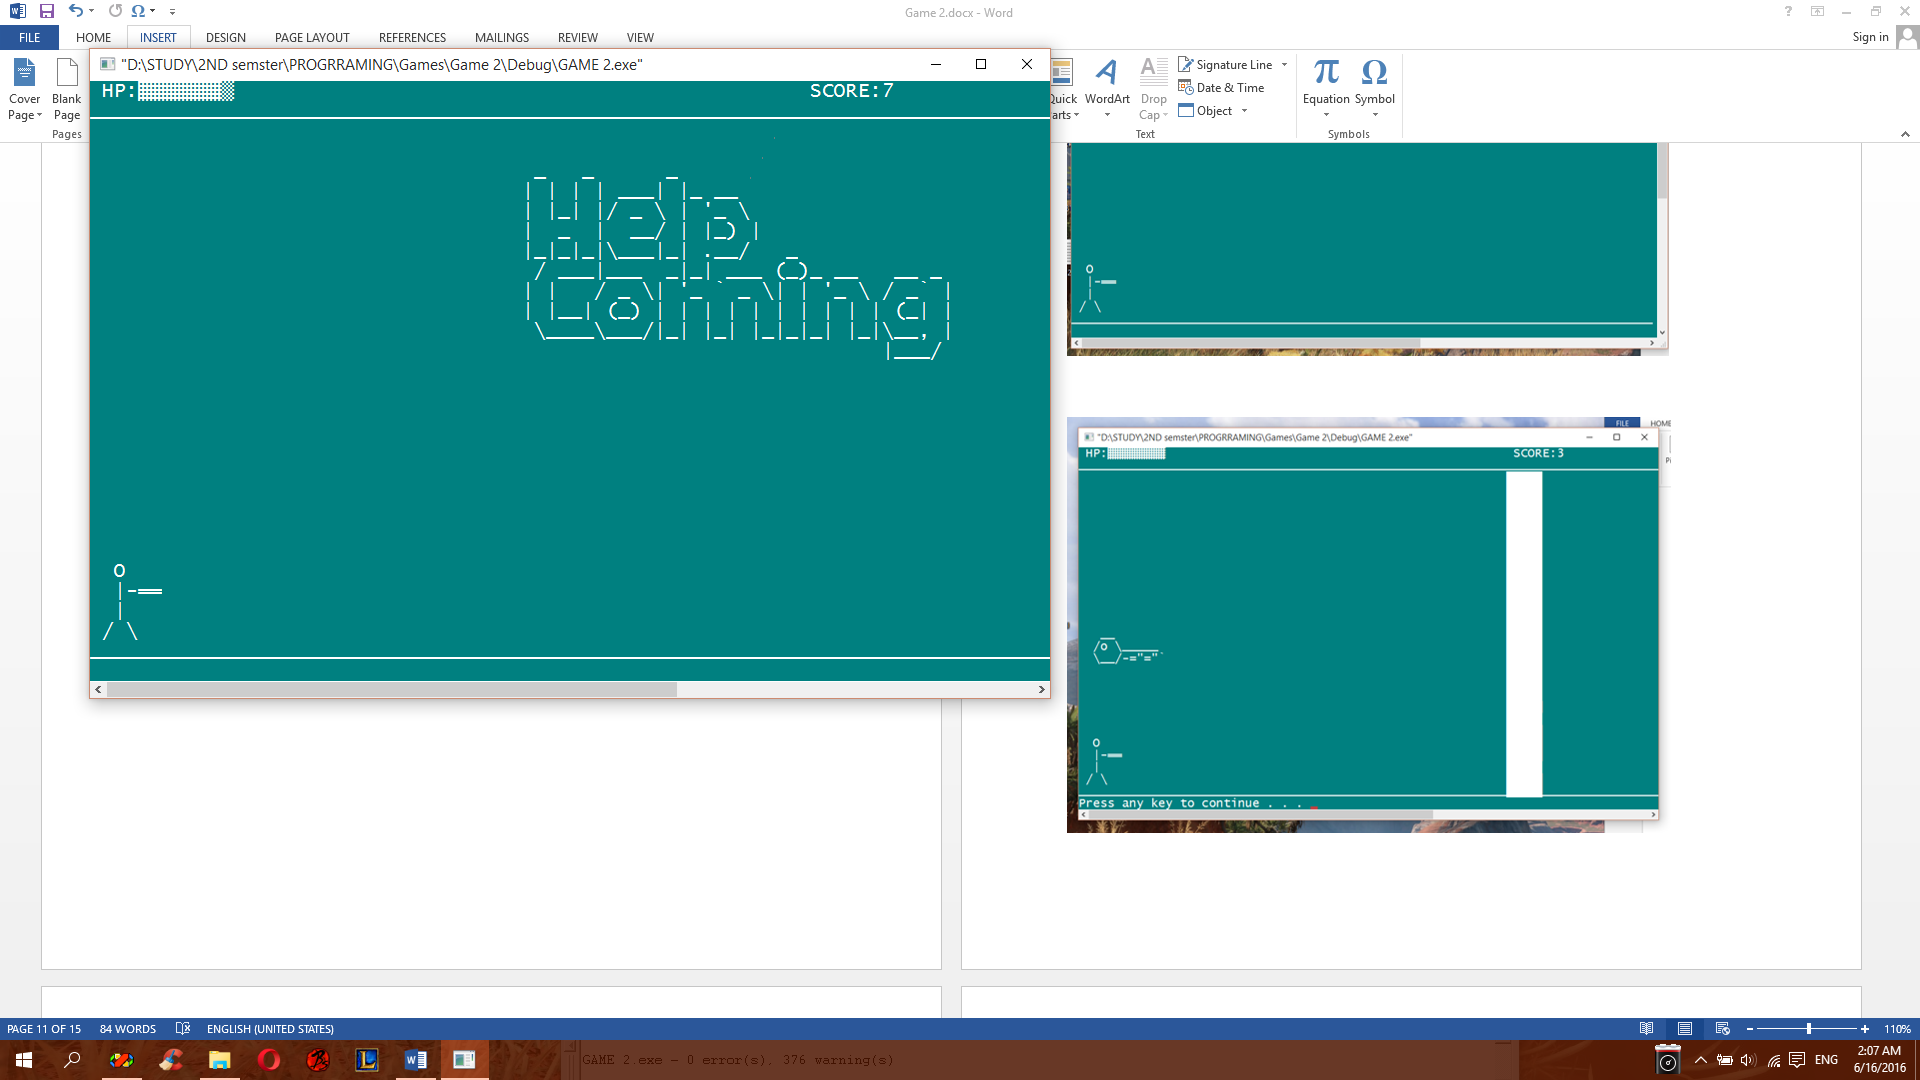 Game 2.docx - Word
FILE HOME INSERT DESIGN PAGE LAYOUT REFERENCES MAILINGS REVIEW VIEW
Sign in
"D:\STUDY\2ND semster\PROGRRAMING\Games\Game 2\Debug\GAME 2.exe"
HP: SCORE:7
Help
Coming
Cover Page
Blank Page
Pages
Quick
WordArt
Drop Cap
Signature Line
Date & Time
Object
Text
Equation
Symbol
Symbols
FILE HOME
"D:\STUDY\2ND semster\PROGRRAMING\Games\Game 2\Debug\GAME 2.exe"
HP: SCORE:3
Press any key to continue . . .
PAGE 11 OF 15 84 WORDS ENGLISH (UNITED STATES) 110%
GAME 2.exe - 0 error(s), 376 warning(s)
ENG
2:07 AM
6/16/2016